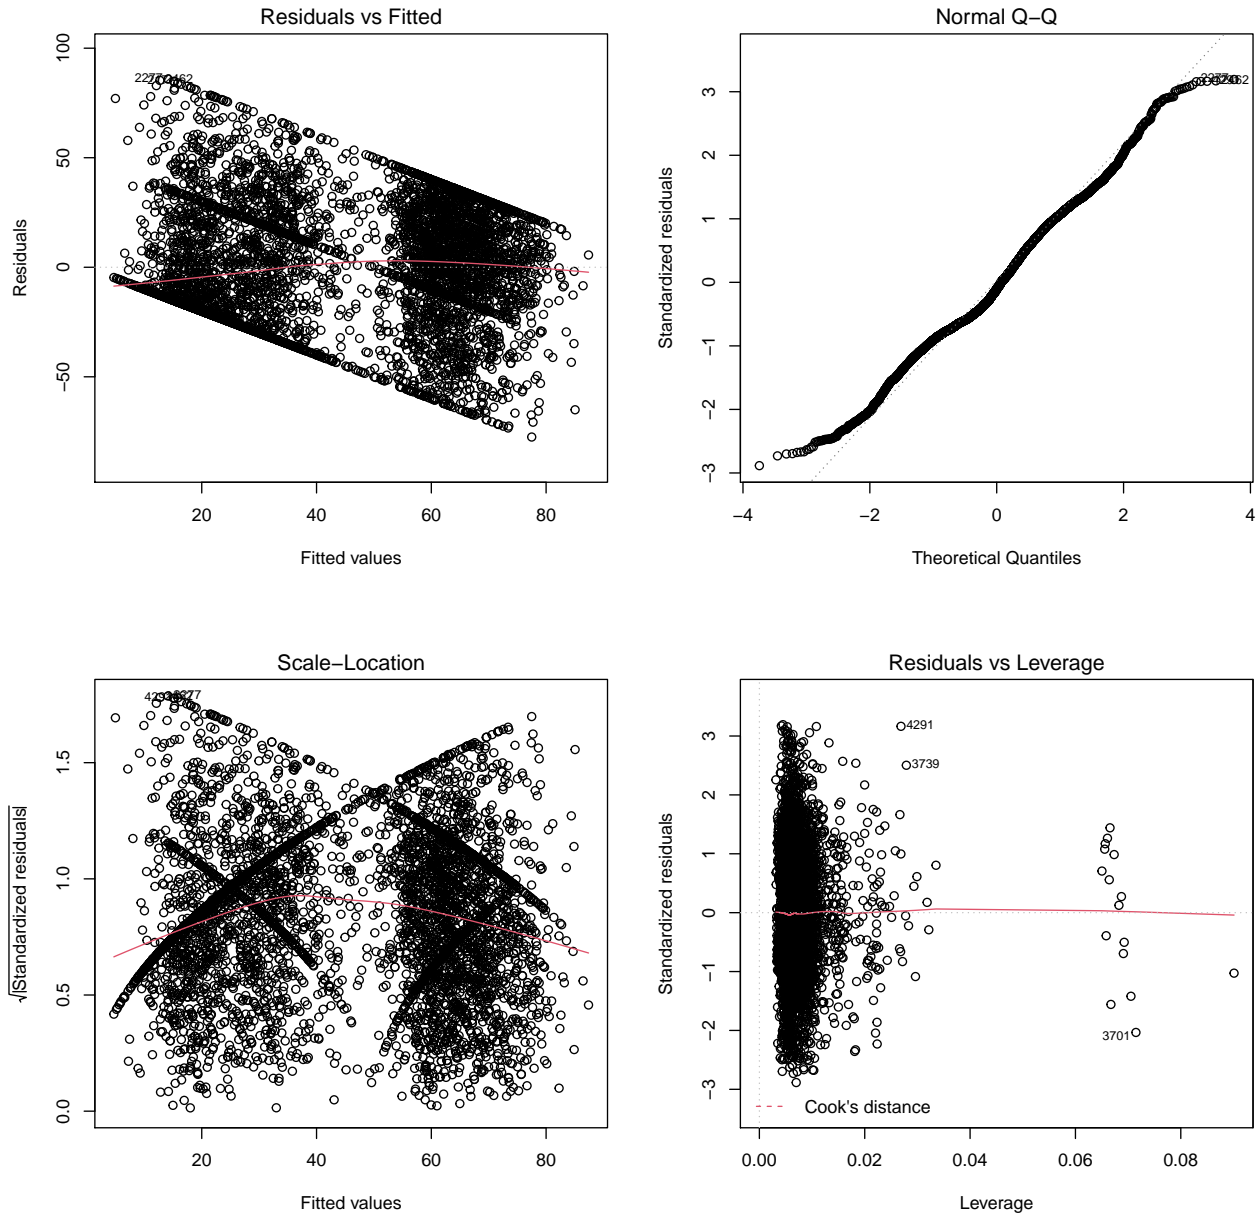 Residuals vs Fitted
Residuals
100
50
0
−50
20 40 60 80
Fitted values
Normal Q−Q
Standardized residuals
3
2
1
0
−1
−2
−3
−4 −2 0 2 4
Theoretical Quantiles
Scale−Location
√|Standardized residuals|
1.5
1.0
0.5
0.0
20 40 60 80
Fitted values
Residuals vs Leverage
Standardized residuals
3
2
1
0
−1
−2
−3
4291
3739
3701
Cook's distance
0.00 0.02 0.04 0.06 0.08
Leverage